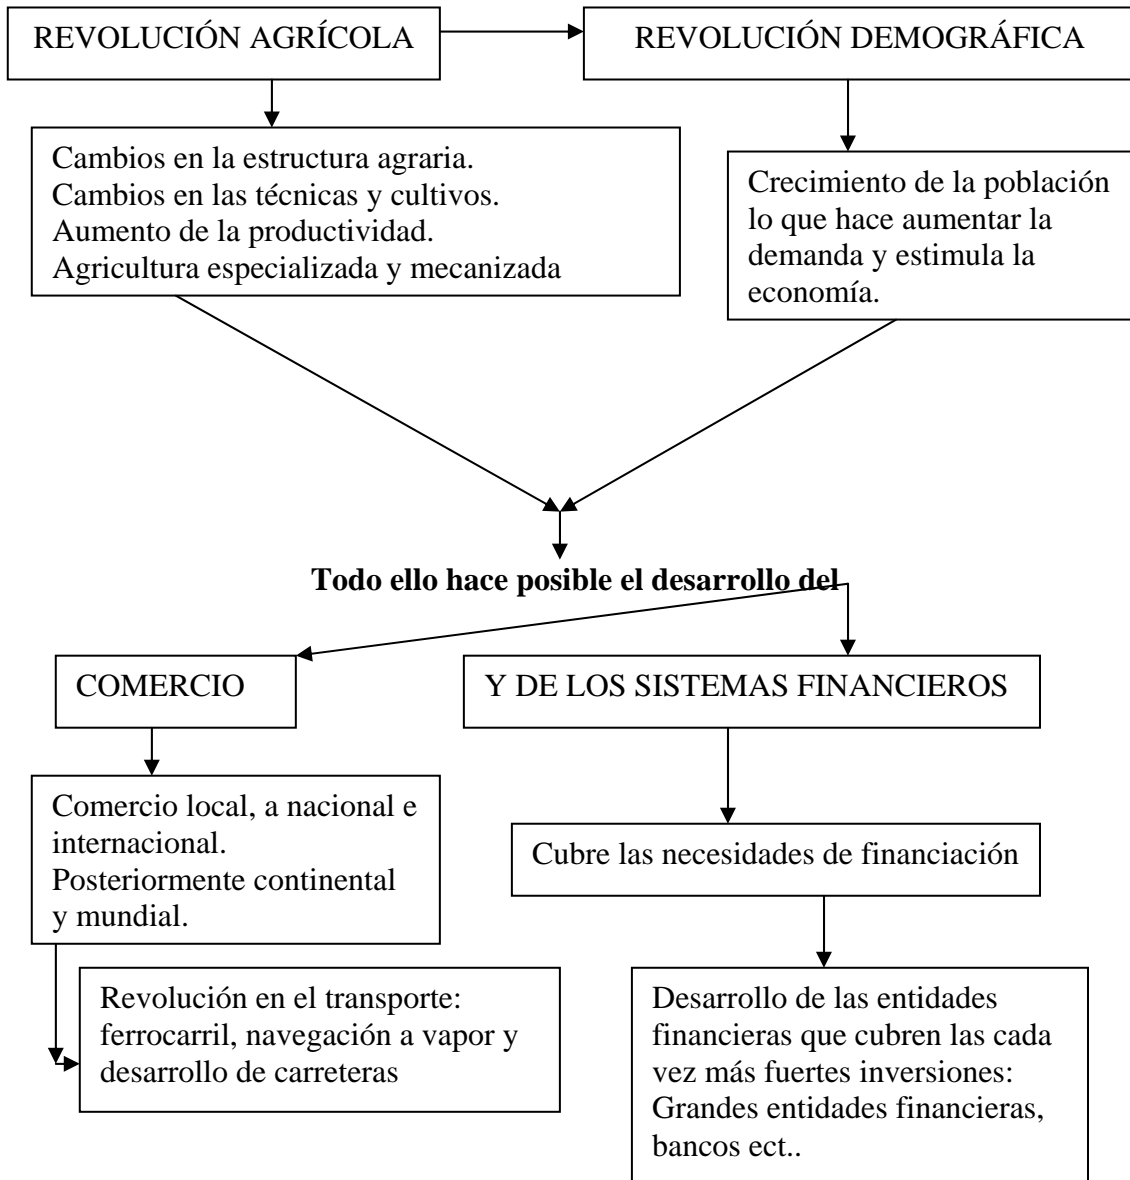 REVOLUCIÓN AGRÍCOLA
REVOLUCIÓN DEMOGRÁFICA
Cambios en la estructura agraria.
Cambios en las técnicas y cultivos.
Aumento de la productividad.
Agricultura especializada y mecanizada
Crecimiento de la población
lo que hace aumentar la
demanda y estimula la
economía.
Todo ello hace posible el desarrollo del
COMERCIO
Y DE LOS SISTEMAS FINANCIEROS
Comercio local, a nacional e
internacional.
Posteriormente continental
y mundial.
Cubre las necesidades de financiación
Revolución en el transporte:
ferrocarril, navegación a vapor y
desarrollo de carreteras
Desarrollo de las entidades
financieras que cubren las cada
vez más fuertes inversiones:
Grandes entidades financieras,
bancos ect..